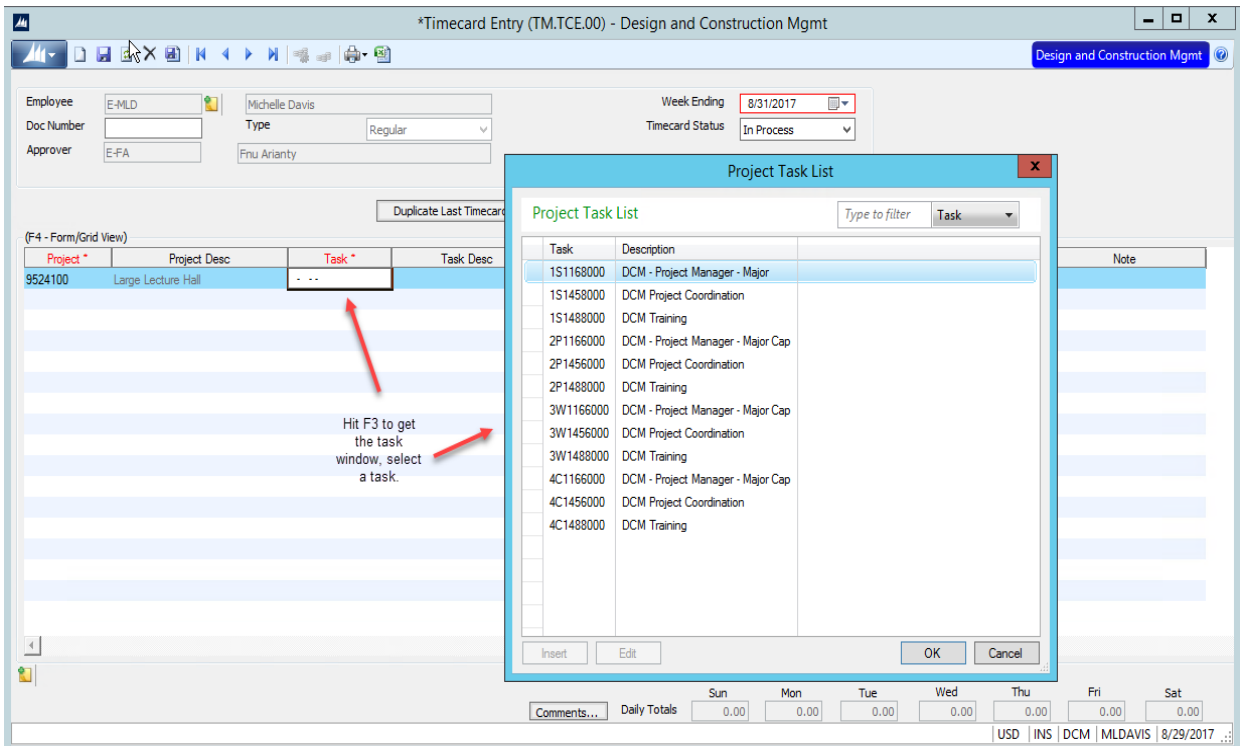 *Timecard Entry (TM.TCE.00) - Design and Construction Mgmt
Design and Construction Mgmt
Employee E-MLD Michelle Davis Week Ending 8/31/2017
Doc Number Type Regular Timecard Status In Process
Approver E-FA Fnu Arianty
Duplicate Last Timecard
(F4 - Form/Grid View)
Project * Project Desc Task * Task Desc Note
9524100 Large Lecture Hall - --
Hit F3 to get
the task
window, select
a task.
Project Task List
Project Task List Type to filter Task
Task Description
1S1168000 DCM - Project Manager - Major
1S1458000 DCM Project Coordination
1S1488000 DCM Training
2P1166000 DCM - Project Manager - Major Cap
2P1456000 DCM Project Coordination
2P1488000 DCM Training
3W1166000 DCM - Project Manager - Major Cap
3W1456000 DCM Project Coordination
3W1488000 DCM Training
4C1166000 DCM - Project Manager - Major Cap
4C1456000 DCM Project Coordination
4C1488000 DCM Training
Insert Edit OK Cancel
Sun Mon Tue Wed Thu Fri Sat
Comments... Daily Totals 0.00 0.00 0.00 0.00 0.00 0.00 0.00
USD INS DCM MLDAVIS 8/29/2017